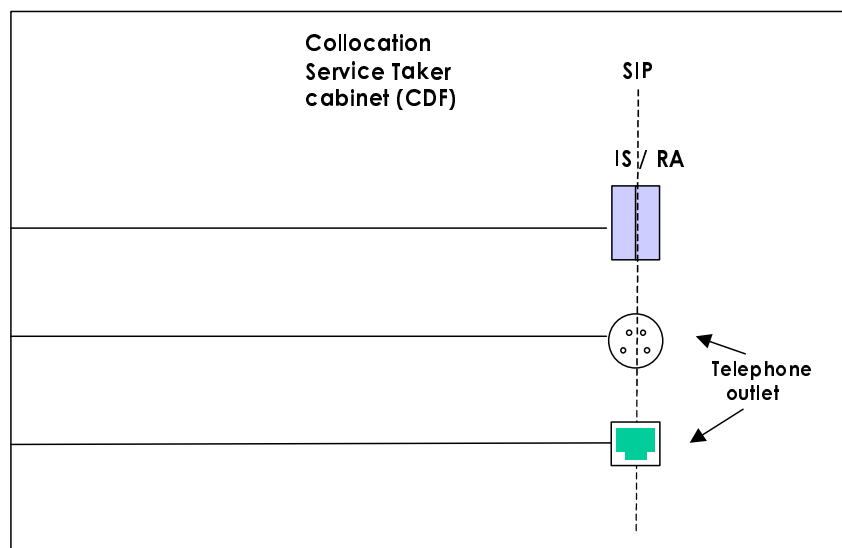 Collocation
Service Taker
cabinet (CDF)
SIP
IS / RA
Telephone
outlet